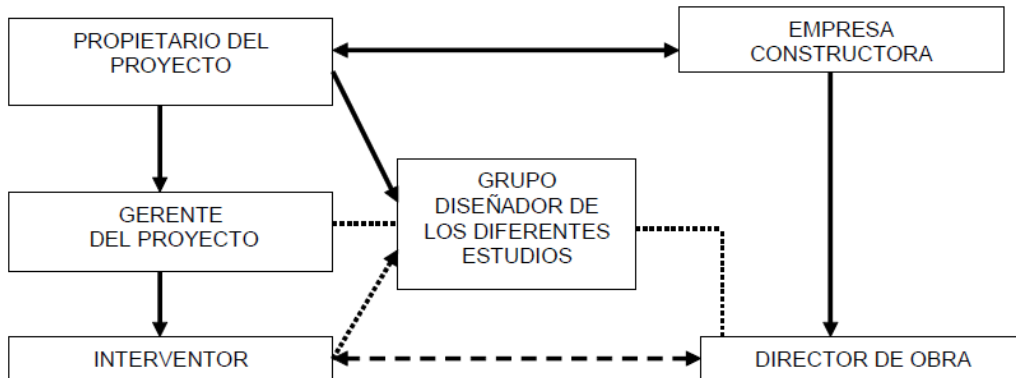 PROPIETARIO DEL
PROYECTO
EMPRESA
CONSTRUCTORA
GRUPO
DISEÑADOR DE
LOS DIFERENTES
ESTUDIOS
GERENTE
DEL PROYECTO
INTERVENTOR
DIRECTOR DE OBRA